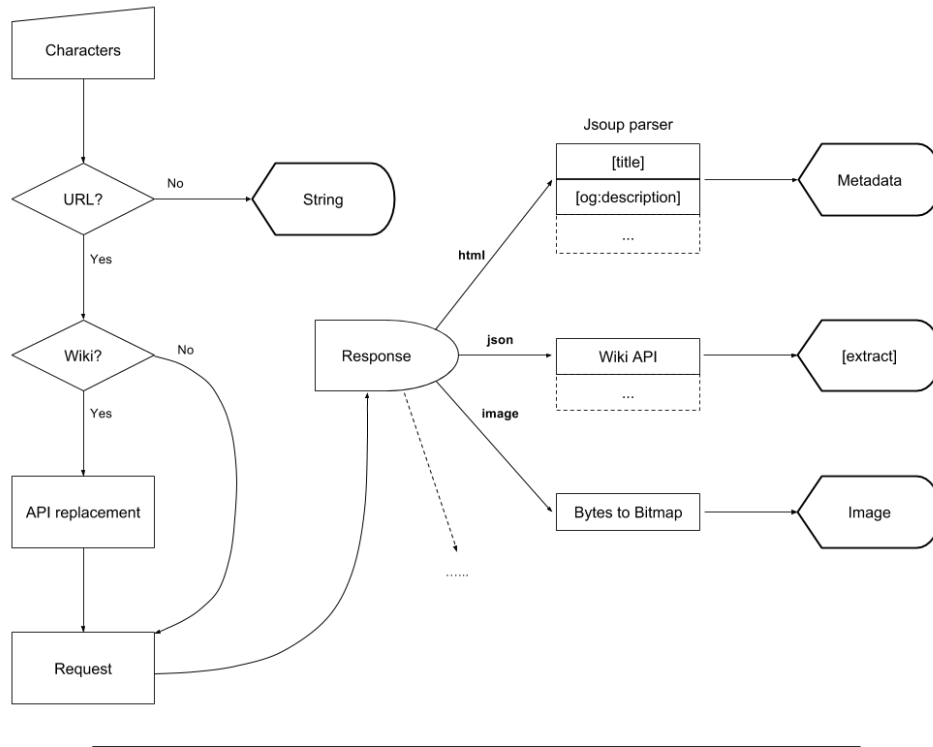 Characters
URL?
No
String
Yes
Wiki?
No
Yes
API replacement
Request
Response
html
json
image
......
Jsoup parser
[title]
[og:description]
...
Metadata
Wiki API
...
[extract]
Bytes to Bitmap
Image